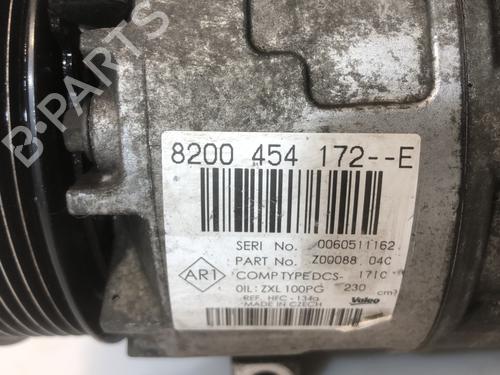 8200 454 172--E
SERI No. 0060511162
PART No. Z0008B 04C
COMP TYPE DCS- 17IC
OIL: ZXL 100PG 230 cm³
REF. HFC - 134a
MADE IN CZECH
AR1
Valeo
B-PARTS